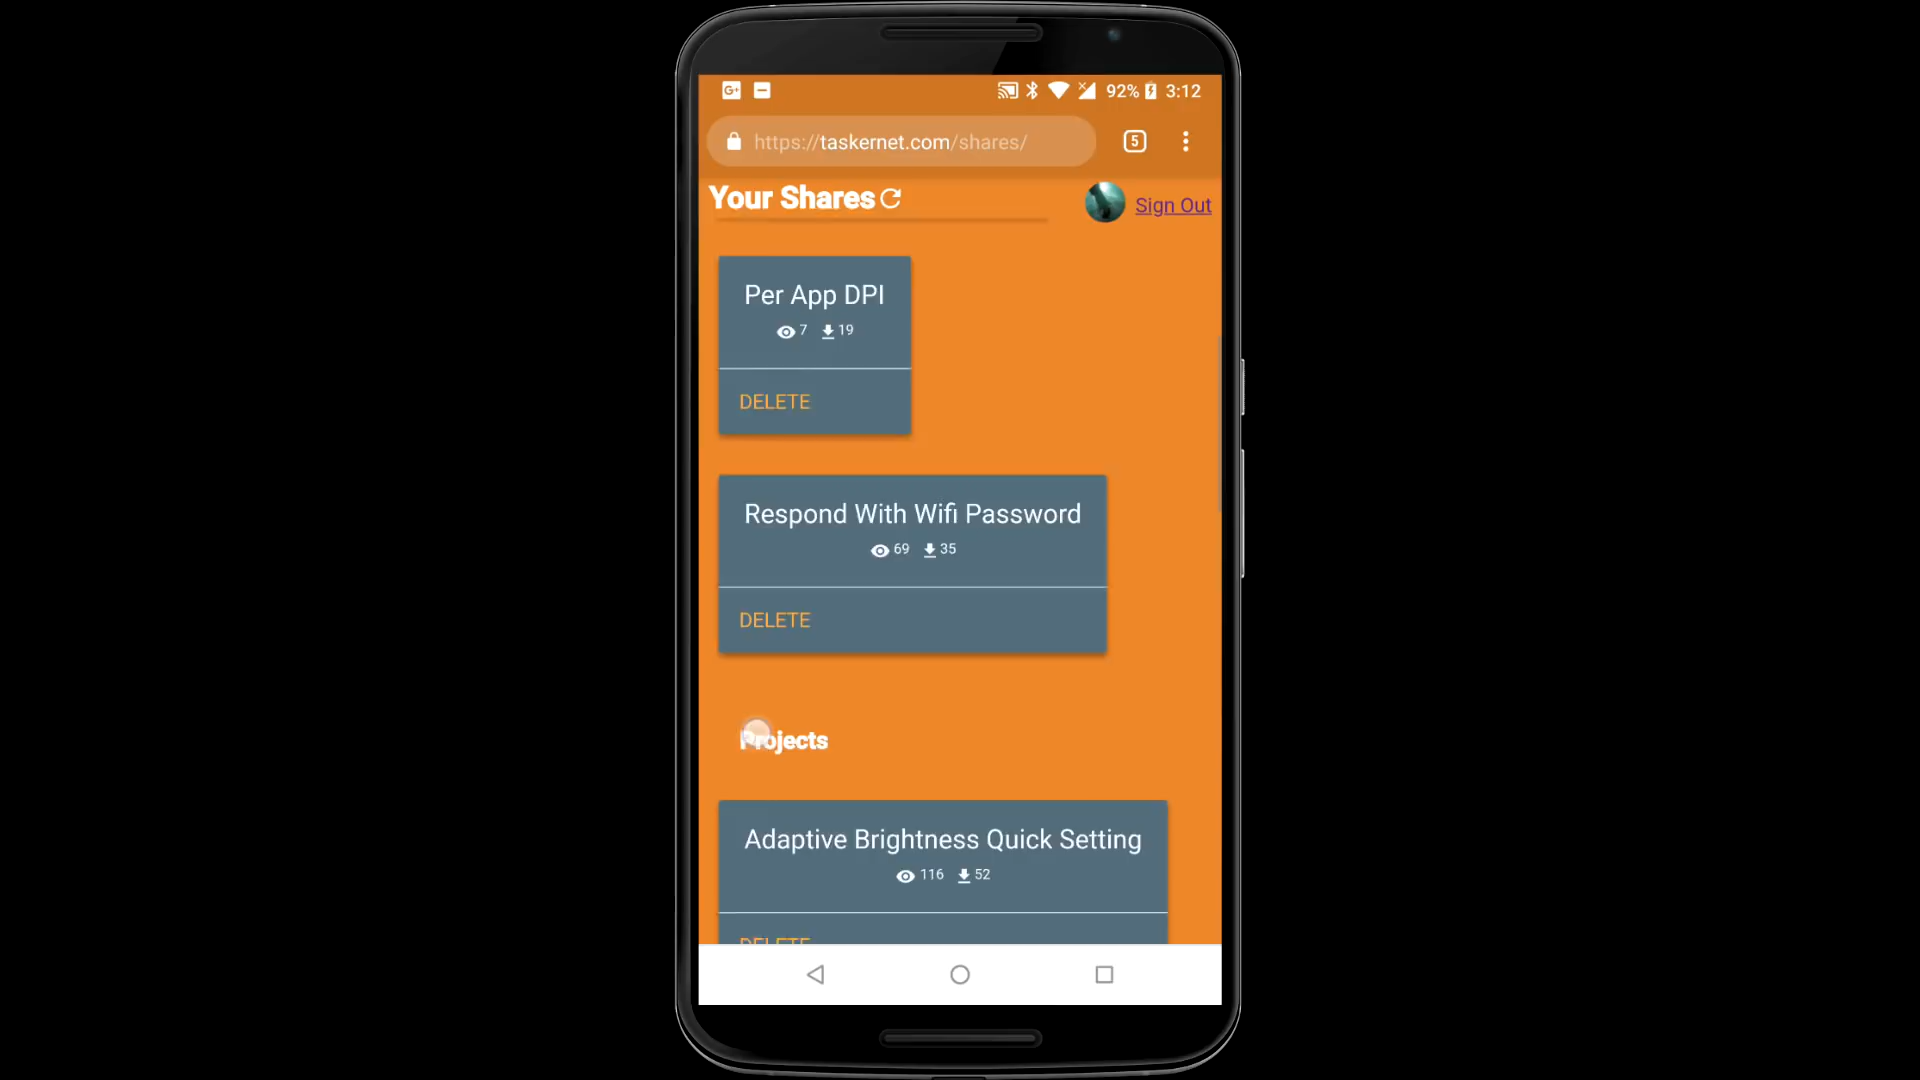 G+ 92% 3:12
https://taskernet.com/shares/ 5
Your Shares
Sign Out
Per App DPI
7 19
DELETE
Respond With Wifi Password
69 35
DELETE
Projects
Adaptive Brightness Quick Setting
116 52
DELETE